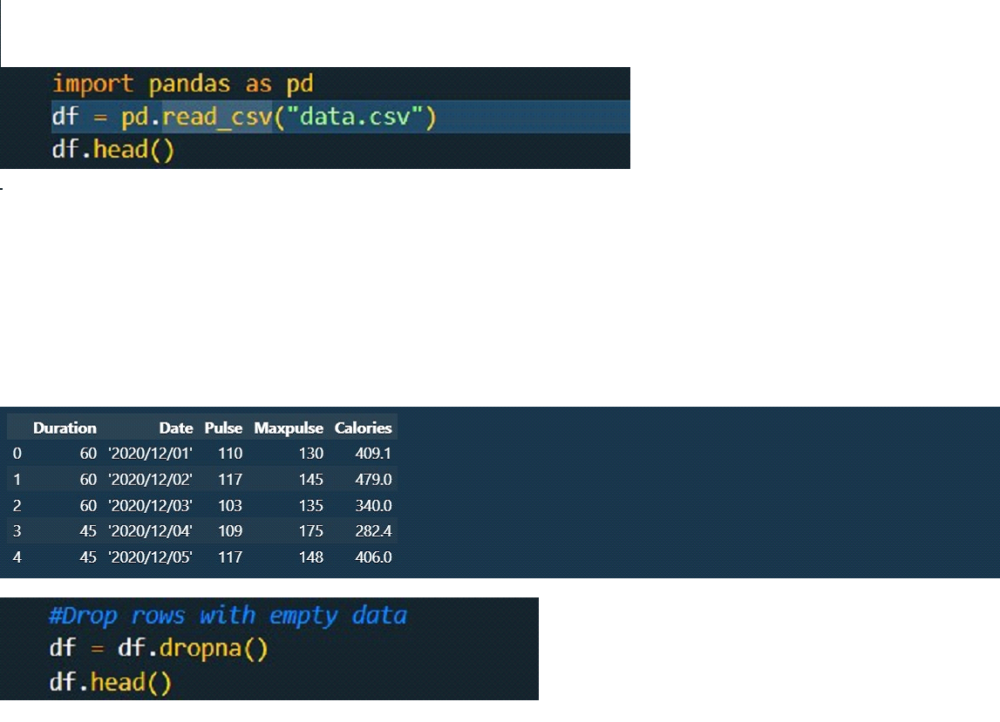 import pandas as pd
df = pd.read_csv("data.csv")
df.head()
Duration Date Pulse Maxpulse Calories
0 60 '2020/12/01' 110 130 409.1
1 60 '2020/12/02' 117 145 479.0
2 60 '2020/12/03' 103 135 340.0
3 45 '2020/12/04' 109 175 282.4
4 45 '2020/12/05' 117 148 406.0
#Drop rows with empty data
df = df.dropna()
df.head()